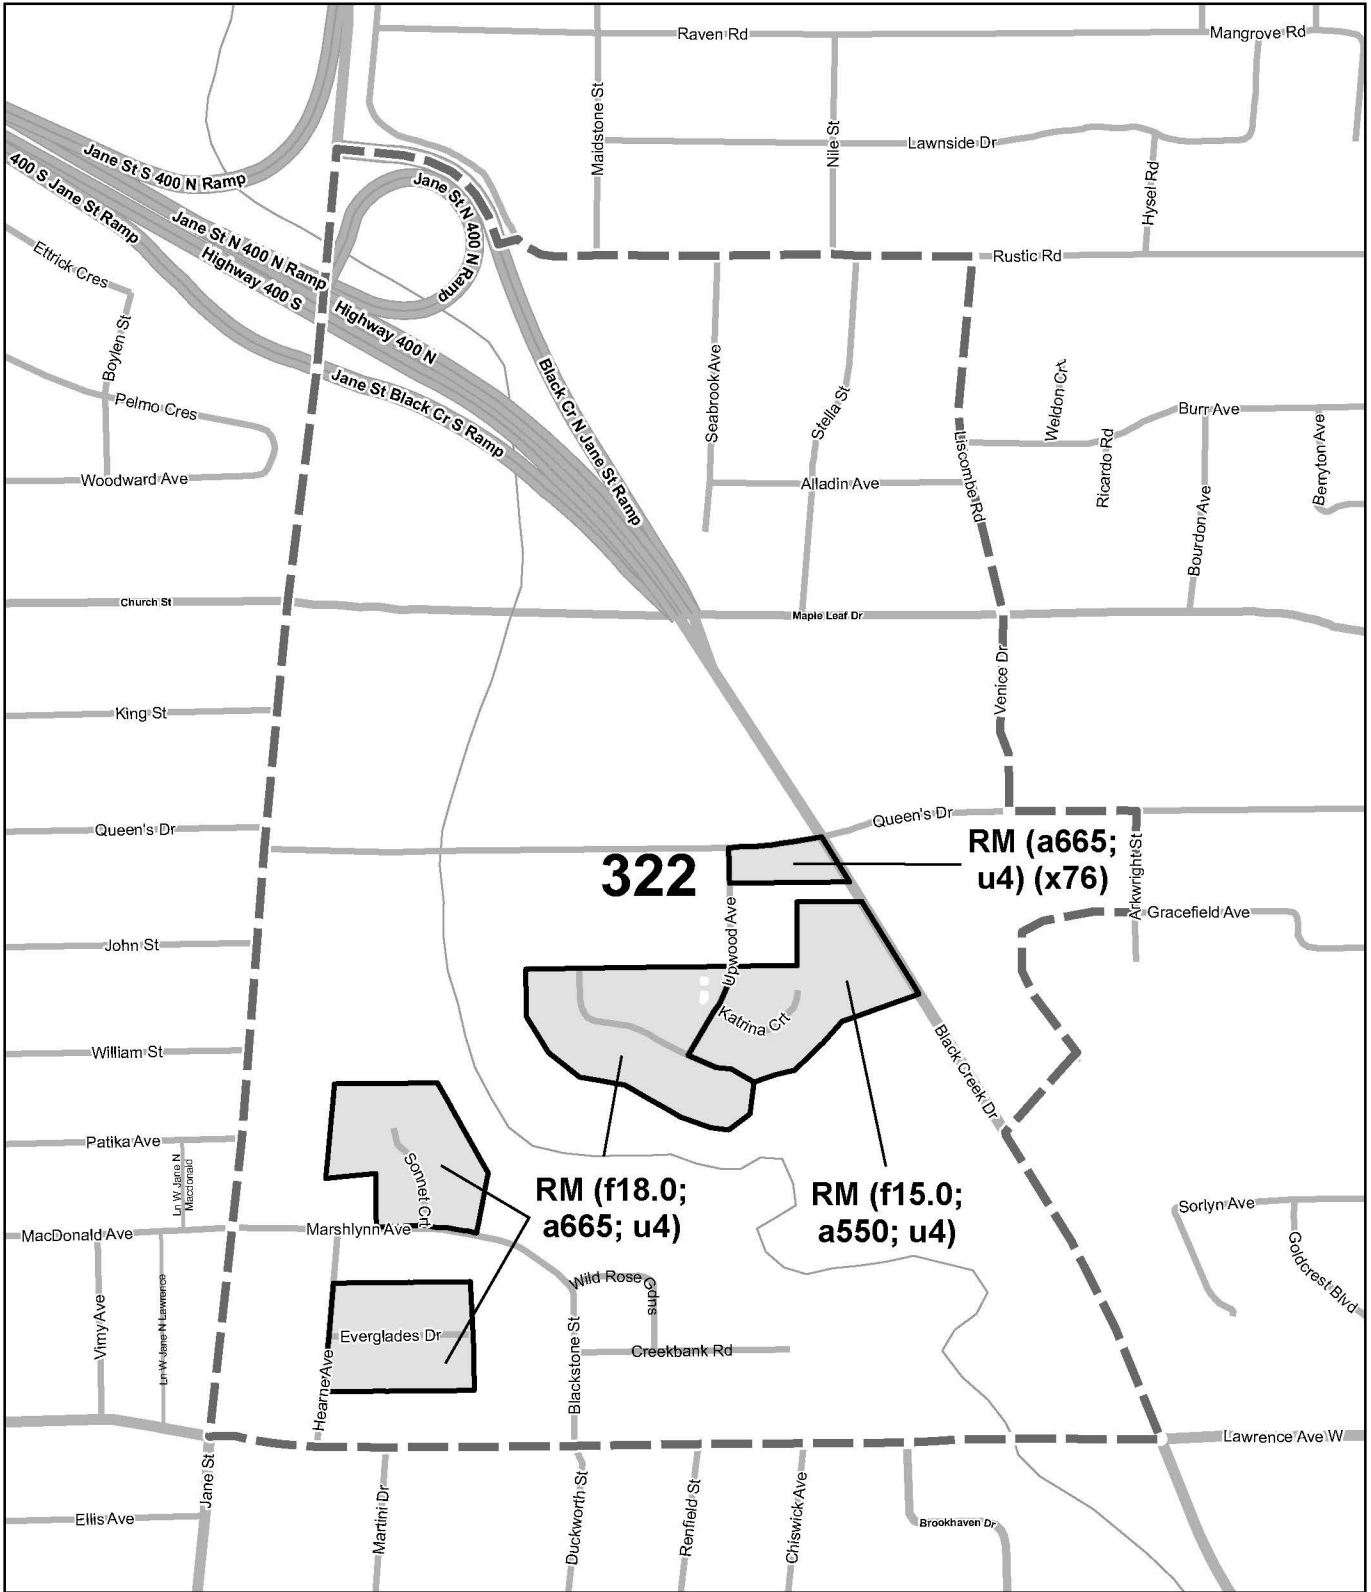 Raven Rd
Mangrove Rd
Maidstone St
Nile St
Lawnside Dr
Hysel Rd
Jane St S 400 N Ramp
400 S Jane St Ramp
Jane St N 400 N Ramp
Jane St N 400 N Ramp
Highway 400 S
Highway 400 N
Rustic Rd
Ettrick Cres
Boylen St
Pelmo Cres
Woodward Ave
Jane St Black Cr S Ramp
Black Cr N Jane St Ramp
Seabrook Ave
Stella St
Alladin Ave
Liscombe Rd
Weldon Crt
Ricardo Rd
Burr Ave
Bourdon Ave
Berryton Ave
Church St
Maple Leaf Dr
Venice Dr
King St
Queen's Dr
Queen's Dr
RM (a665;
u4) (x76)
322
Arkwright St
Gracefield Ave
Upwood Ave
John St
Katrina Crt
William St
Black Creek Dr
Patika Ave
Ln W Jane N
Macdonald
Sonnet Crt
RM (f18.0;
a665; u4)
RM (f15.0;
a550; u4)
Sorlyn Ave
Goldcrest Blvd
MacDonald Ave
Marshlynn Ave
Wild Rose
Gdns
Vimy Ave
Ln W Jane N Lawrence
Everglades Dr
Hearne Ave
Blackstone St
Creekbank Rd
Lawrence Ave W
Jane St
Ellis Ave
Martini Dr
Duckworth St
Renfield St
Chiswick Ave
Brookhaven Dr